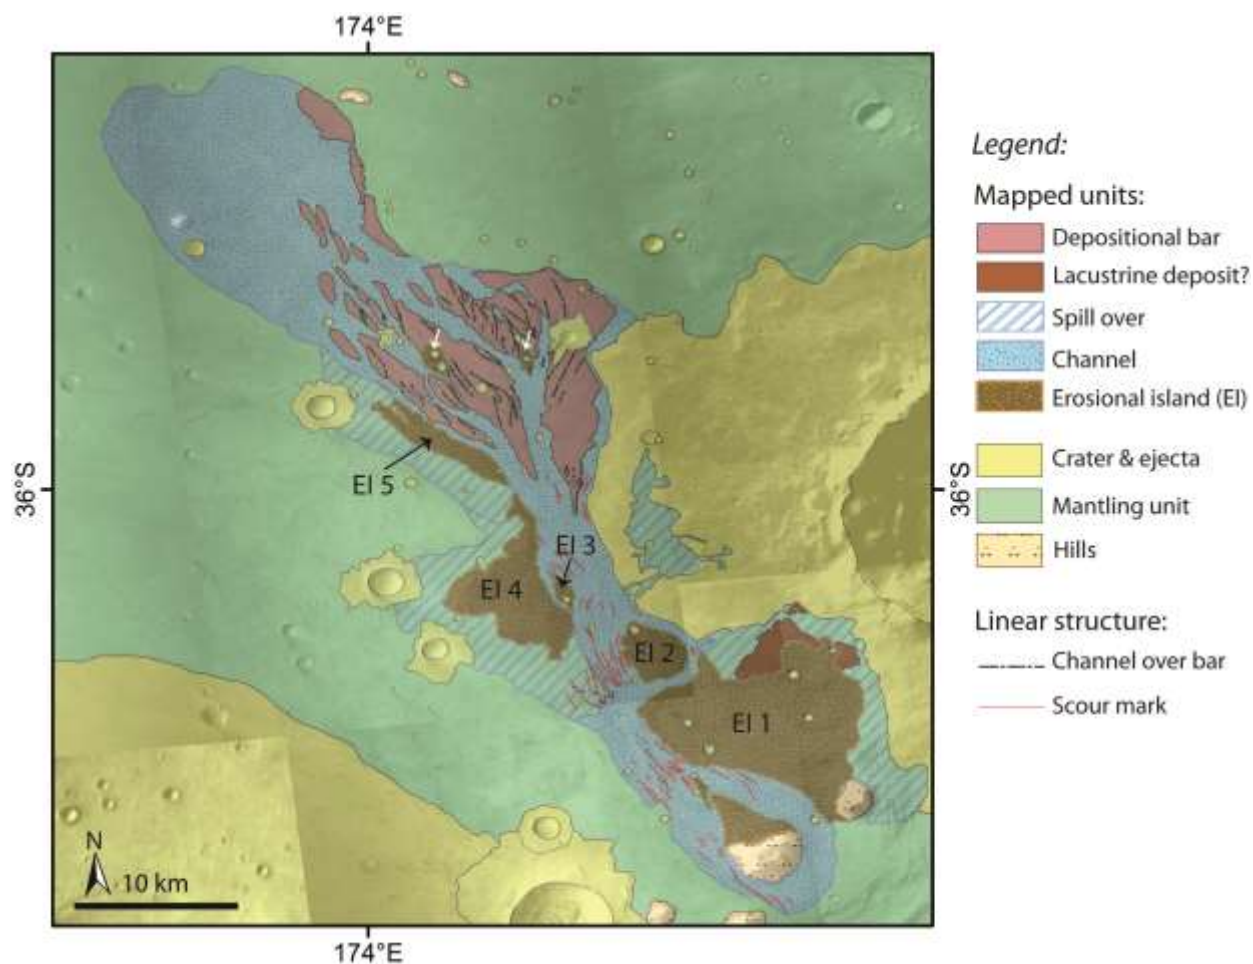 174°E
Legend:
Mapped units:
Depositional bar
Lacustrine deposit?
Spill over
Channel
Erosional island (EI)
Crater & ejecta
Mantling unit
Hills
Linear structure:
Channel over bar
Scour mark
36°S
36°S
EI 5
EI 3
EI 4
EI 2
EI 1
N
10 km
174°E